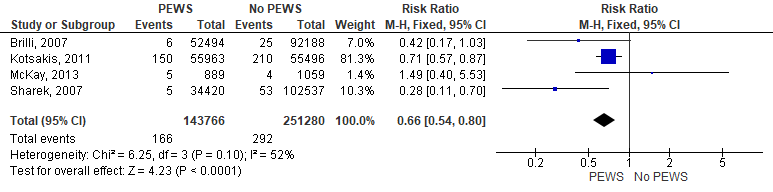 PEWS No PEWS Risk Ratio Risk Ratio
Study or Subgroup Events Total Events Total Weight M-H, Fixed, 95% CI M-H, Fixed, 95% CI
Brilli, 2007 6 52494 25 92188 7.0% 0.42 [0.17, 1.03]
Kotsakis, 2011 150 55963 210 55496 81.3% 0.71 [0.57, 0.87]
McKay, 2013 5 889 4 1059 1.4% 1.49 [0.40, 5.53]
Sharek, 2007 5 34420 53 102537 10.3% 0.28 [0.11, 0.70]
Total (95% CI) 143766 251280 100.0% 0.66 [0.54, 0.80]
Total events 166 292
Heterogeneity: Chi² = 6.25, df = 3 (P = 0.10); I² = 52%
Test for overall effect: Z = 4.23 (P < 0.0001)
0.2 0.5 1 2 5
PEWS No PEWS